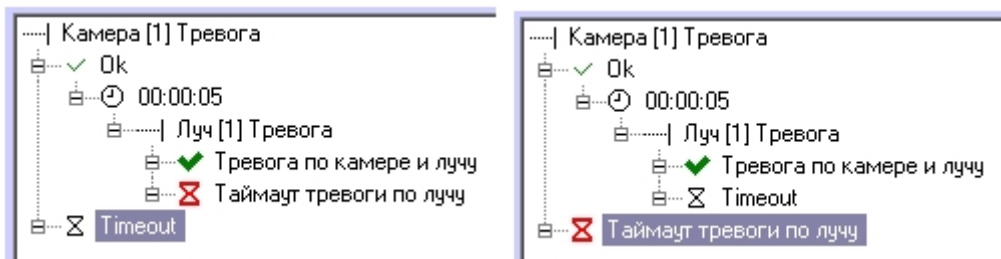 Камера [1] Тревога
Ok
00:00:05
Луч [1] Тревога
Тревога по камере и лучу
Таймаут тревоги по лучу
Timeout
Камера [1] Тревога
Ok
00:00:05
Луч [1] Тревога
Тревога по камере и лучу
Timeout
Таймаут тревоги по лучу